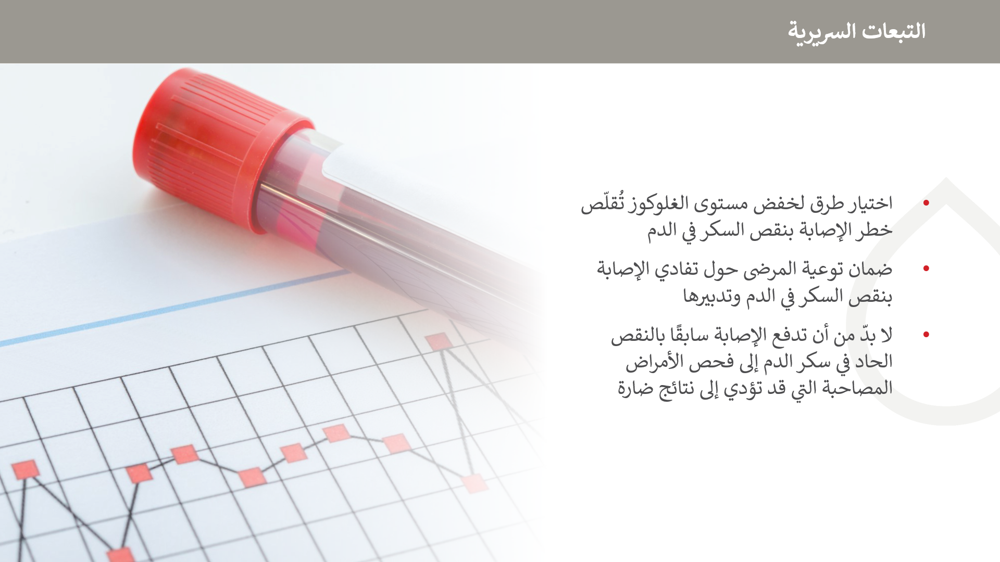 التبعات السريرية
• اختيار طرق لخفض مستوى الغلوكوز تُقلّص
خطر الإصابة بنقص السكر في الدم
• ضمان توعية المرضى حول تفادي الإصابة
بنقص السكر في الدم وتدبيرها
• لا بدّ من أن تدفع الإصابة سابقًا بالنقص
الحاد في سكر الدم إلى فحص الأمراض
المصاحبة التي قد تؤدي إلى نتائج ضارة